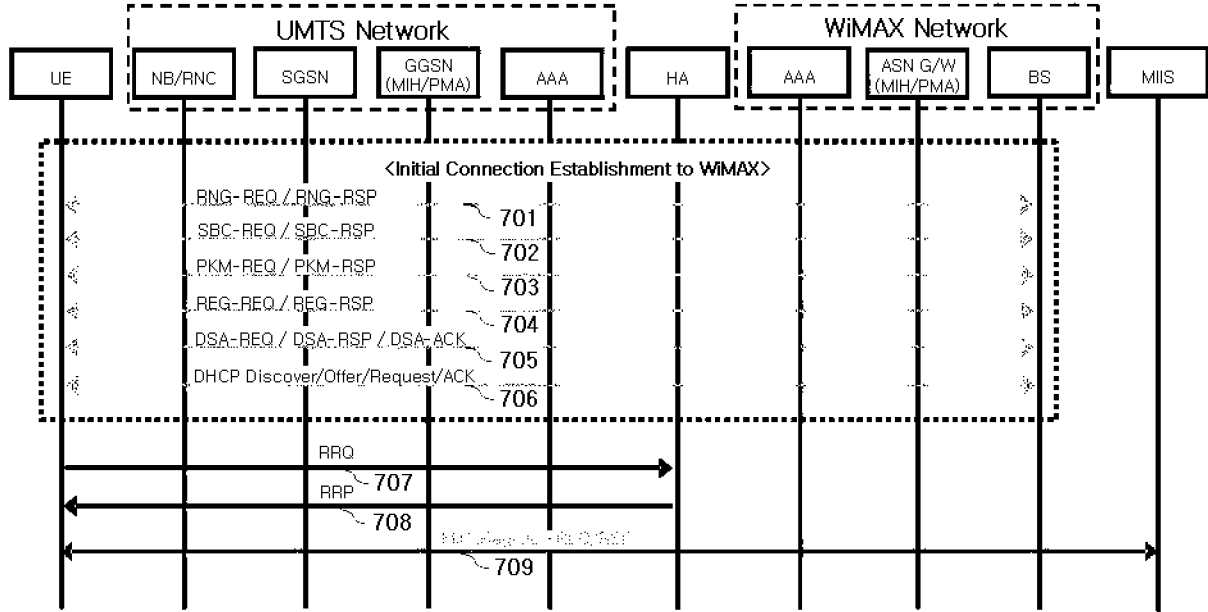 UMTS Network
WiMAX Network
UE
NB/RNC
SGSN
GGSN
(MIH/PMA)
AAA
HA
AAA
ASN G/W
(MIH/PMA)
BS
MIIS
<Initial Connection Establishment to WiMAX>
RNG-REQ / RNG-RSP
701
SBC-REQ / SBC-RSP
702
PKM-REQ / PKM-RSP
703
REG-REQ / REG-RSP
704
DSA-REQ / DSA-RSP / DSA-ACK
705
DHCP Discover/Offer/Request/ACK
706
RRQ
707
RRP
708
709